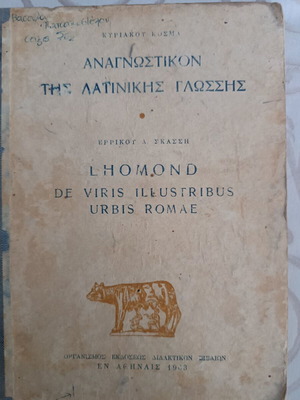 ΚΥΡΙΑΚΟΥ ΚΟΣΜΑ
ΑΝΑΓΝΩΣΤΙΚΟΝ
ΤΗΣ ΛΑΤΙΝΙΚΗΣ ΓΛΩΣΣΗΣ
ΕΡΡΙΚΟΥ Α. ΣΚΑΣΣΗ
LHOMOND
DE VIRIS ILLUSTRIBUS
URBIS ROMAE
ΟΡΓΑΝΙΣΜΟΣ ΕΚΔΟΣΕΩΣ ΔΙΔΑΚΤΙΚΩΝ ΒΙΒΛΙΩΝ
ΕΝ ΑΘΗΝΑΙΣ